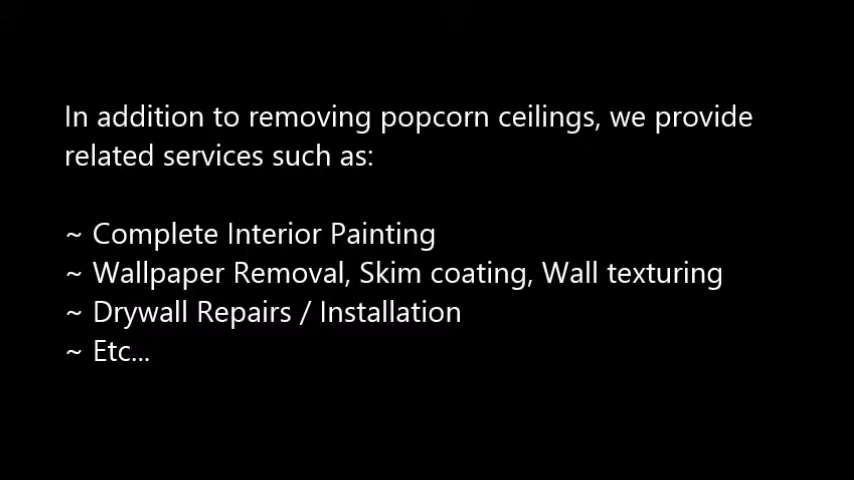 In addition to removing popcorn ceilings, we provide
related services such as:
~ Complete Interior Painting
~ Wallpaper Removal, Skim coating, Wall texturing
~ Drywall Repairs / Installation
~ Etc...